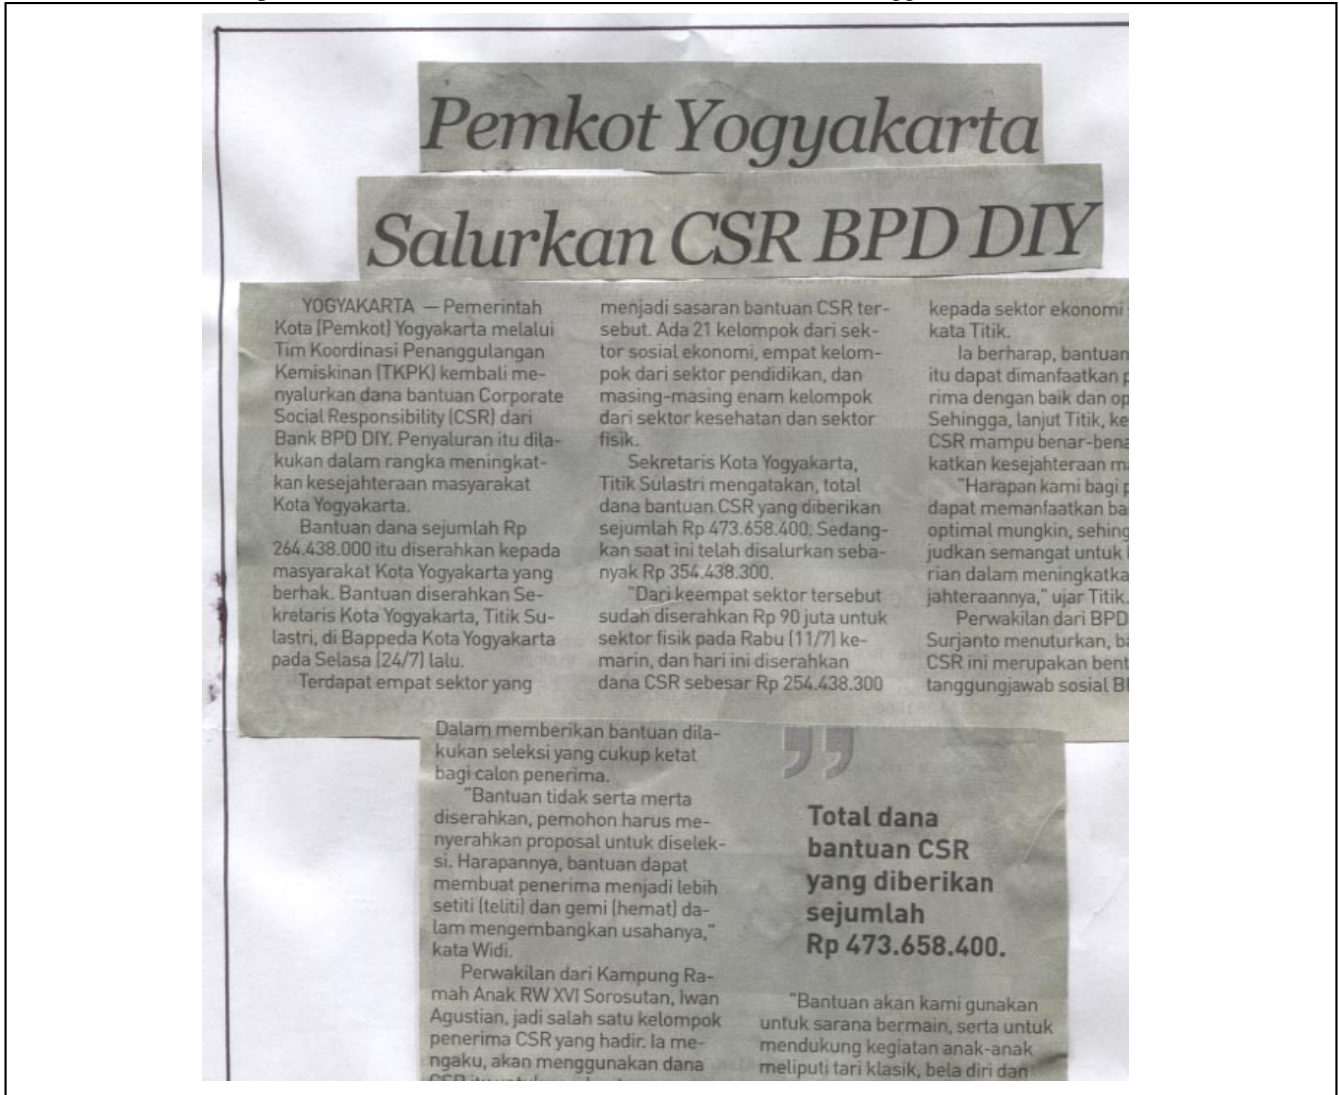 Pemkot Yogyakarta
Salurkan CSR BPD DIY
YOGYAKARTA — Pemerintah
Kota (Pemkot) Yogyakarta melalui
Tim Koordinasi Penanggulangan
Kemiskinan (TKPK) kembali me-
nyalurkan dana bantuan Corporate
Social Responsibility (CSR) dari
Bank BPD DIY. Penyaluran itu dila-
kukan dalam rangka meningkat-
kan kesejahteraan masyarakat
Kota Yogyakarta.
Bantuan dana sejumlah Rp
264.438.000 itu diserahkan kepada
masyarakat Kota Yogyakarta yang
berhak. Bantuan diserahkan Se-
kretaris Kota Yogyakarta, Titik Su-
lastri, di Bappeda Kota Yogyakarta
pada Selasa (24/7) lalu.
Terdapat empat sektor yang
menjadi sasaran bantuan CSR ter-
sebut. Ada 21 kelompok dari sek-
tor sosial ekonomi, empat kelom-
pok dari sektor pendidikan, dan
masing-masing enam kelompok
dari sektor kesehatan dan sektor
fisik.
Sekretaris Kota Yogyakarta,
Titik Sulastri mengatakan, total
dana bantuan CSR yang diberikan
sejumlah Rp 473.658.400. Sedang-
kan saat ini telah disalurkan seba-
nyak Rp 354.438.300.
"Dari keempat sektor tersebut
sudah diserahkan Rp 90 juta untuk
sektor fisik pada Rabu (11/7) ke-
marin, dan hari ini diserahkan
dana CSR sebesar Rp 254.438.300
kepada sektor ekonomi
kata Titik.
Ia berharap, bantuan
itu dapat dimanfaatkan p
rima dengan baik dan op
Sehingga, lanjut Titik, ke
CSR mampu benar-bena
katkan kesejahteraan ma
"Harapan kami bagi p
dapat memanfaatkan ba
optimal mungkin, sehing
judkan semangat untuk
rian dalam meningkatka
jahteraannya," ujar Titik.
Perwakilan dari BPD
Surjanto menuturkan, ba
CSR ini merupakan bent
tanggungjawab sosial B
Dalam memberikan bantuan dila-
kukan seleksi yang cukup ketat
bagi calon penerima.
"Bantuan tidak serta merta
diserahkan, pemohon harus me-
nyerahkan proposal untuk diselek-
si. Harapannya, bantuan dapat
membuat penerima menjadi lebih
setiti (teliti) dan gemi (hemat) da-
lam mengembangkan usahanya,"
kata Widi.
Perwakilan dari Kampung Ra-
mah Anak RW XVI Sorosutan, Iwan
Agustian, jadi salah satu kelompok
penerima CSR yang hadir. Ia me-
ngaku, akan menggunakan dana
”
Total dana
bantuan CSR
yang diberikan
sejumlah
Rp 473.658.400.
"Bantuan akan kami gunakan
untuk sarana bermain, serta untuk
mendukung kegiatan anak-anak
meliputi tari klasik, bela diri dan